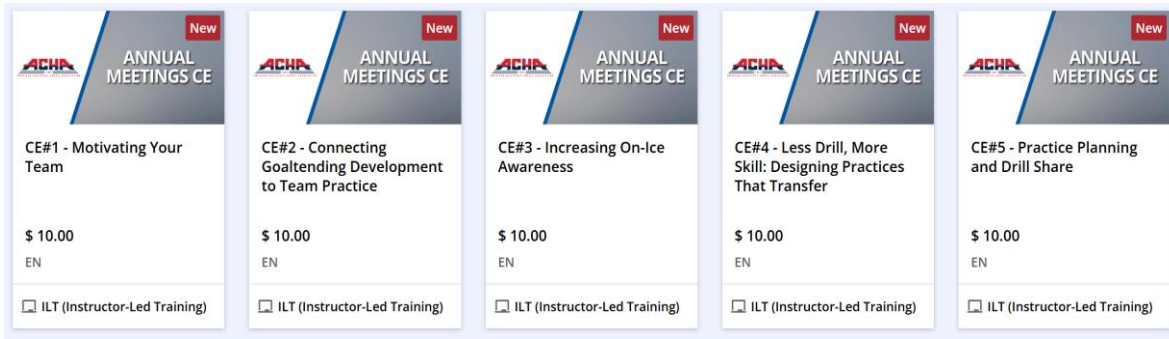 New
ACHA
ANNUAL
MEETINGS CE
CE#1 - Motivating Your
Team
$ 10.00
EN
ILT (Instructor-Led Training)
New
ACHA
ANNUAL
MEETINGS CE
CE#2 - Connecting
Goaltending Development
to Team Practice
$ 10.00
EN
ILT (Instructor-Led Training)
New
ACHA
ANNUAL
MEETINGS CE
CE#3 - Increasing On-Ice
Awareness
$ 10.00
EN
ILT (Instructor-Led Training)
New
ACHA
ANNUAL
MEETINGS CE
CE#4 - Less Drill, More
Skill: Designing Practices
That Transfer
$ 10.00
EN
ILT (Instructor-Led Training)
New
ACHA
ANNUAL
MEETINGS CE
CE#5 - Practice Planning
and Drill Share
$ 10.00
EN
ILT (Instructor-Led Training)